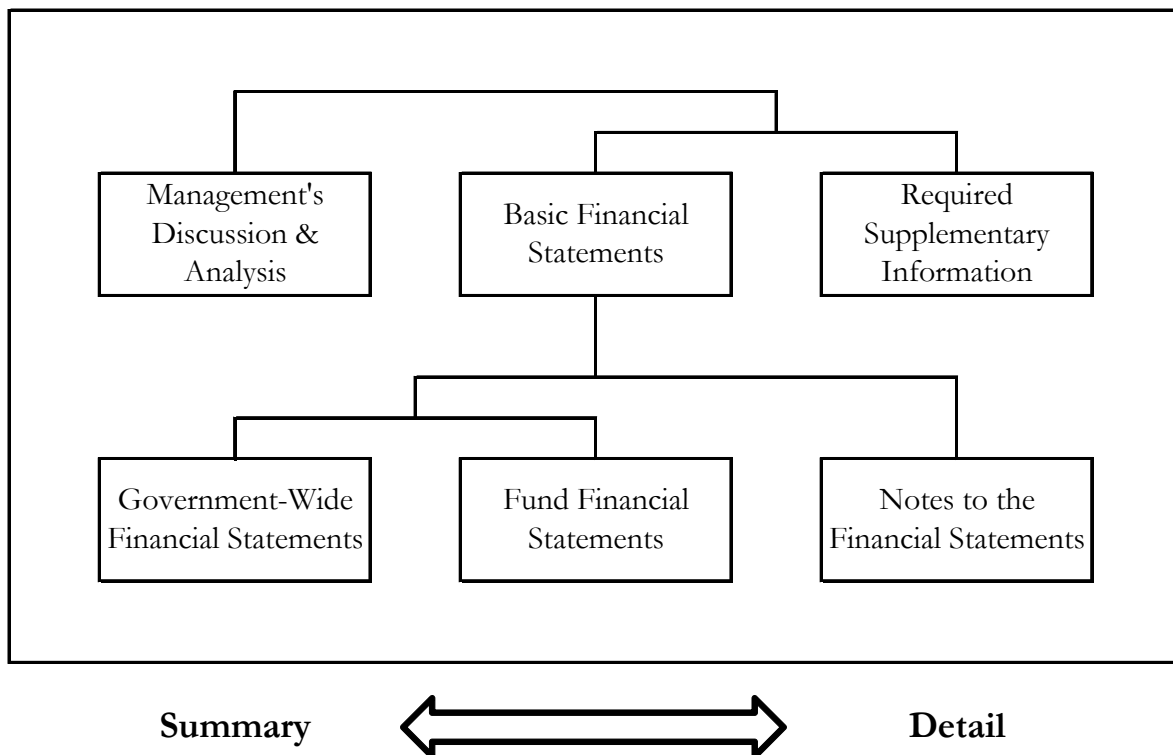 Management's
Discussion &
Analysis
Basic Financial
Statements
Required
Supplementary
Information
Government-Wide
Financial Statements
Fund Financial
Statements
Notes to the
Financial Statements
Summary
Detail